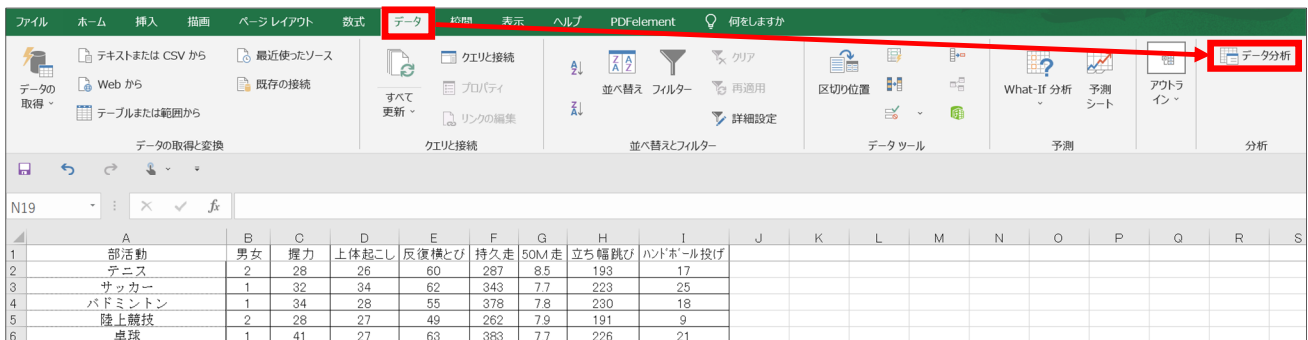 ファイル ホーム 挿入 描画 ページ レイアウト 数式 データ 校閲 表示 ヘルプ PDFelement 何をしますか
テキストまたは CSV から 最近使ったソース クエリと接続 クリア データ分析
Web から 既存の接続 プロパティ 再適用
テーブルまたは範囲から リンクの編集 詳細設定
データの
取得
すべて
更新
並べ替え フィルター 区切り位置 What-If 分析 予測
シート
アウトラ
イン
データの取得と変換 クエリと接続 並べ替えとフィルター データ ツール 予測 分析
N19 fx
A B C D E F G H I J K L M N O P Q R S
1 部活動 男女 握力 上体起こし 反復横とび 持久走 50M走 立ち幅跳び ハンドボール投げ
2 テニス 2 28 26 60 287 8.5 193 17
3 サッカー 1 32 34 62 343 7.7 223 25
4 バドミントン 1 34 28 55 378 7.8 230 18
5 陸上競技 2 28 27 49 262 7.9 191 9
6 卓球 1 41 27 63 383 7.7 226 21